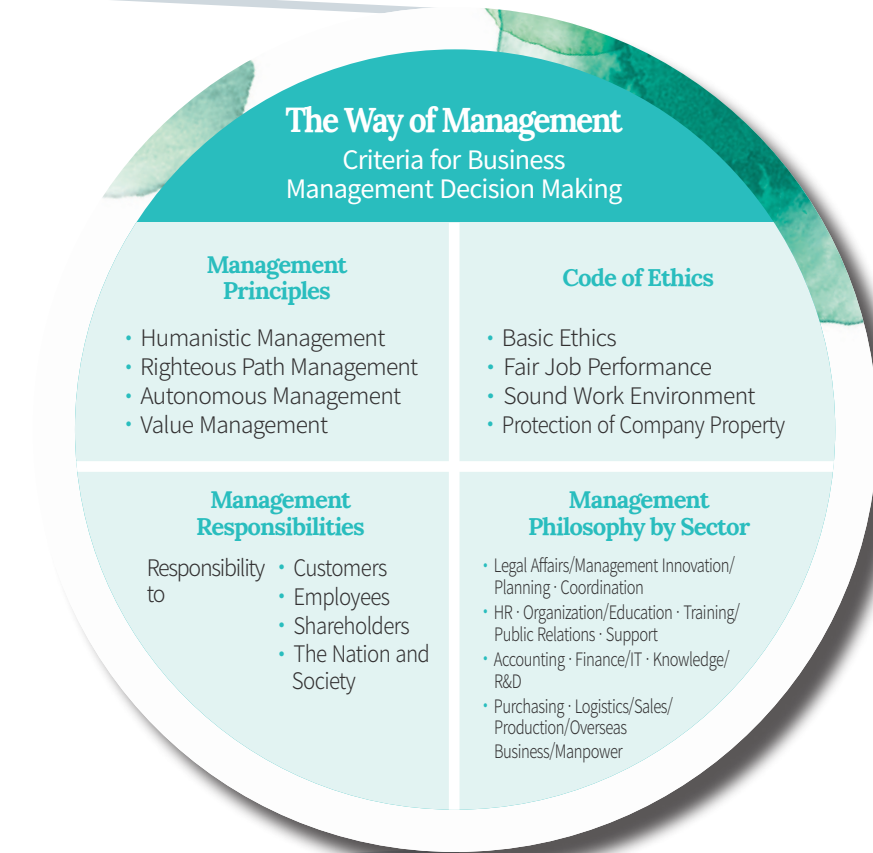 The Way of Management
Criteria for Business
Management Decision Making
Management
Principles
• Humanistic Management
• Righteous Path Management
• Autonomous Management
• Value Management
Code of Ethics
• Basic Ethics
• Fair Job Performance
• Sound Work Environment
• Protection of Company Property
Management
Responsibilities
Responsibility
to
• Customers
• Employees
• Shareholders
• The Nation and
Society
Management
Philosophy by Sector
• Legal Affairs/Management Innovation/
Planning · Coordination
• HR · Organization/Education · Training/
Public Relations · Support
• Accounting · Finance/IT · Knowledge/
R&D
• Purchasing · Logistics/Sales/
Production/Overseas
Business/Manpower